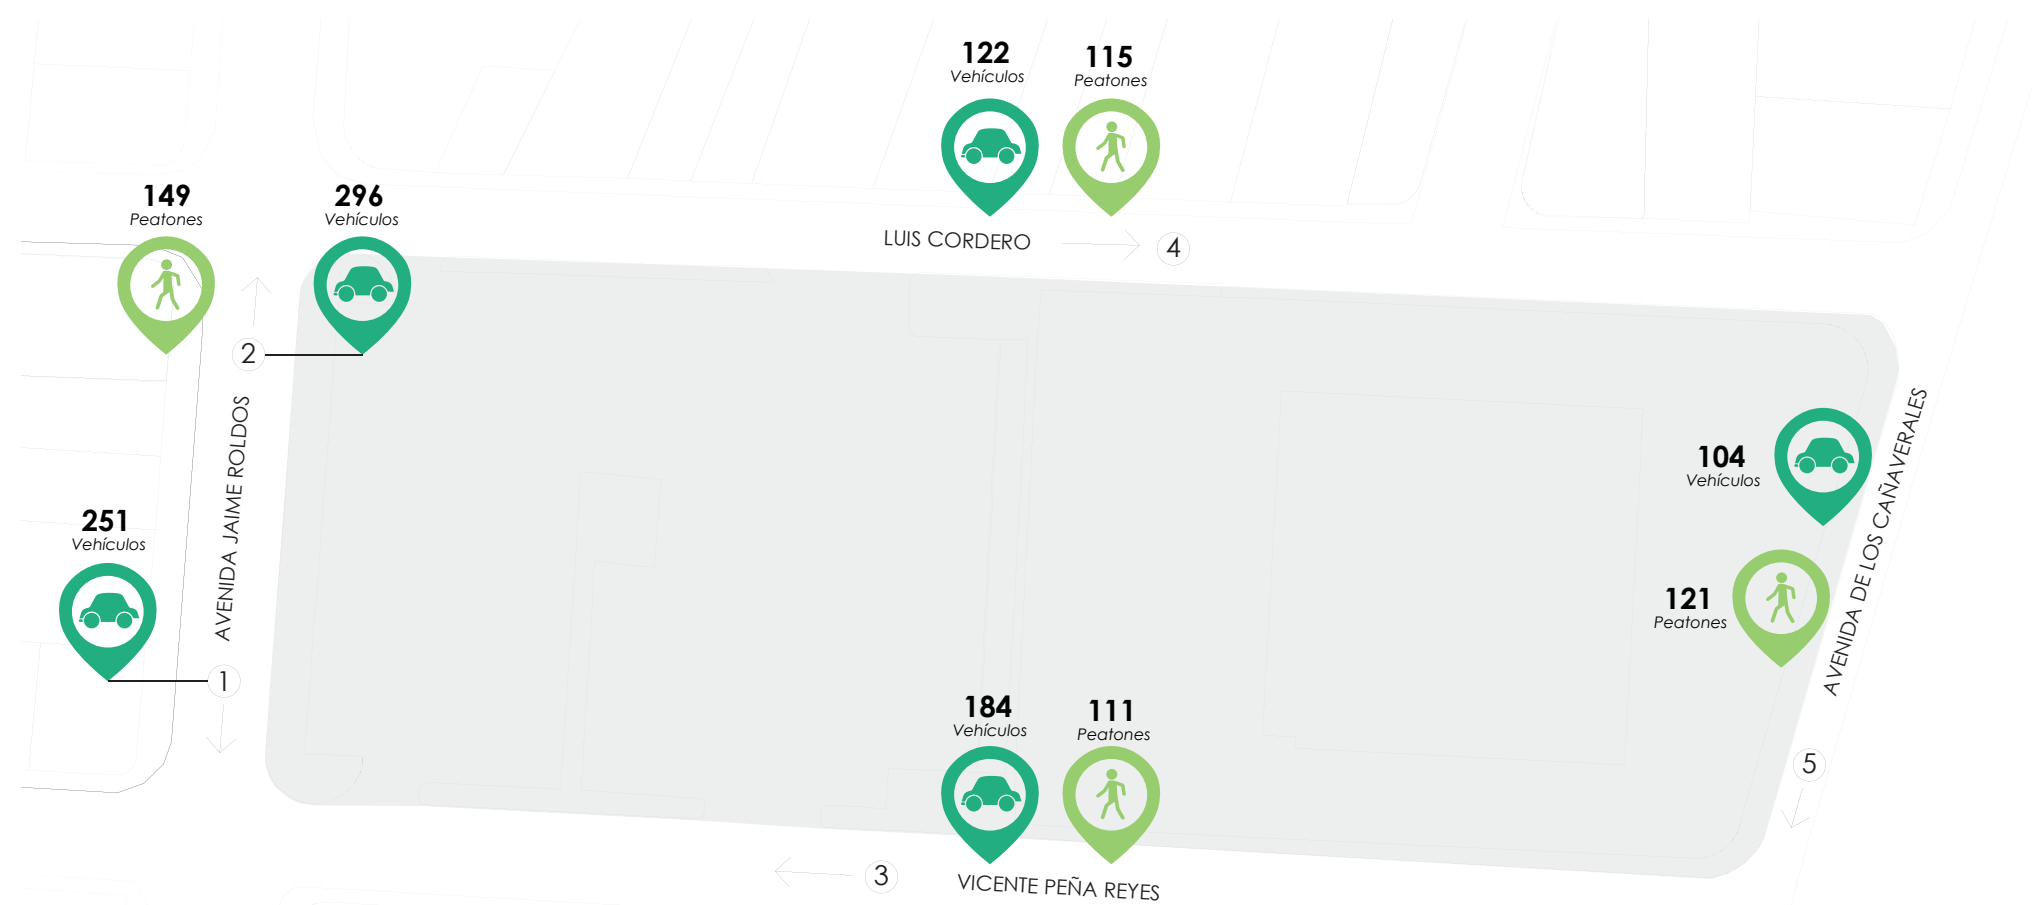 122
Vehículos
115
Peatones
149
Peatones
296
Vehículos
LUIS CORDERO
4
2
AVENIDA JAIME ROLDOS
104
Vehículos
AVENIDA DE LOS CAÑAVERALES
251
Vehículos
121
Peatones
1
184
Vehículos
111
Peatones
5
3
VICENTE PEÑA REYES